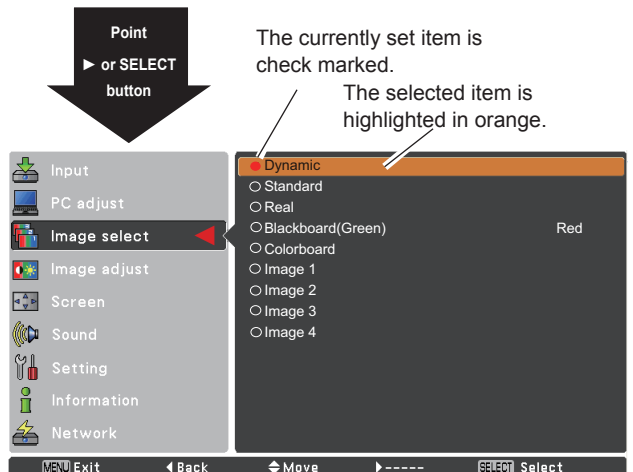 Point
► or SELECT
button
The currently set item is
check marked.
The selected item is
highlighted in orange.
Input
PC adjust
Image select
Image adjust
Screen
Sound
Setting
Information
Network
Dynamic
Standard
Real
Blackboard(Green) Red
Colorboard
Image 1
Image 2
Image 3
Image 4
MENU Exit ◀ Back Move ▶ ----- SELECT Select